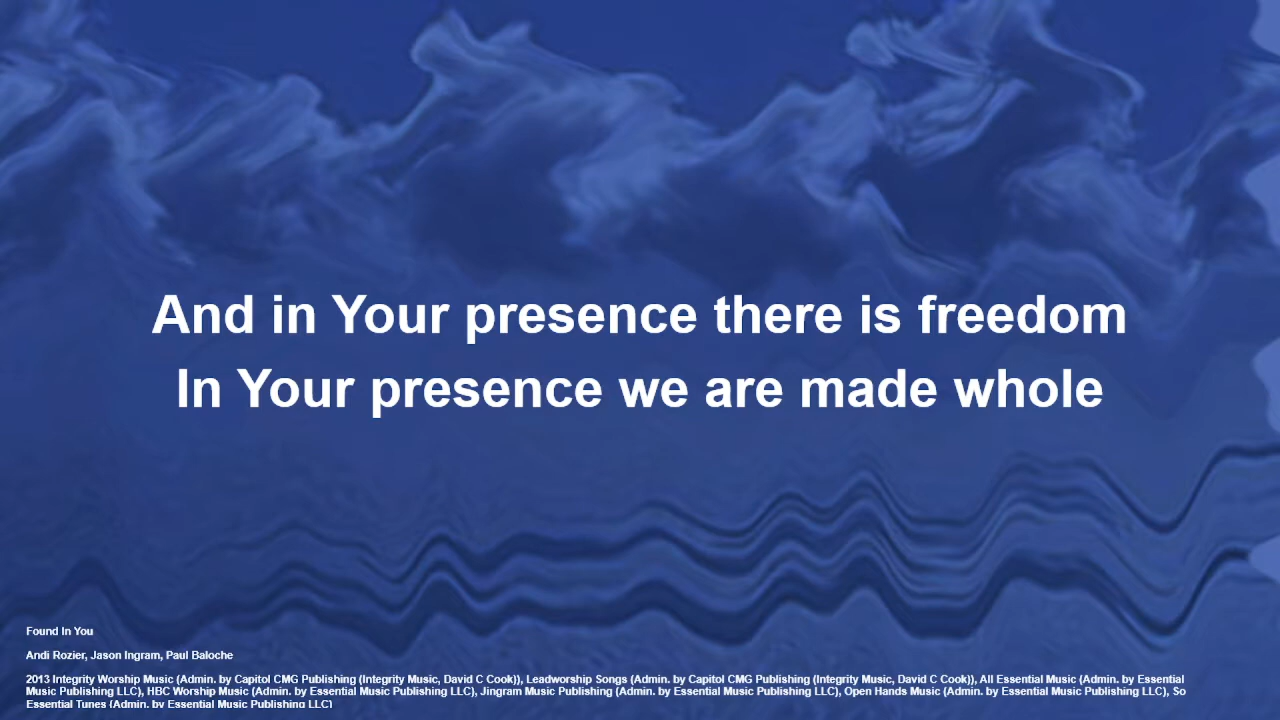 And in Your presence there is freedom
In Your presence we are made whole
Found In You
Andi Rozier, Jason Ingram, Paul Baloche
2013 Integrity Worship Music (Admin. by Capitol CMG Publishing (Integrity Music, David C Cook)), Leadworship Songs (Admin. by Capitol CMG Publishing (Integrity Music, David C Cook)), All Essential Music (Admin. by Essential
Music Publishing LLC), HBC Worship Music (Admin. by Essential Music Publishing LLC), Jingram Music Publishing (Admin. by Essential Music Publishing LLC), Open Hands Music (Admin. by Essential Music Publishing LLC), So
Essential Tunes (Admin. by Essential Music Publishing LLC)